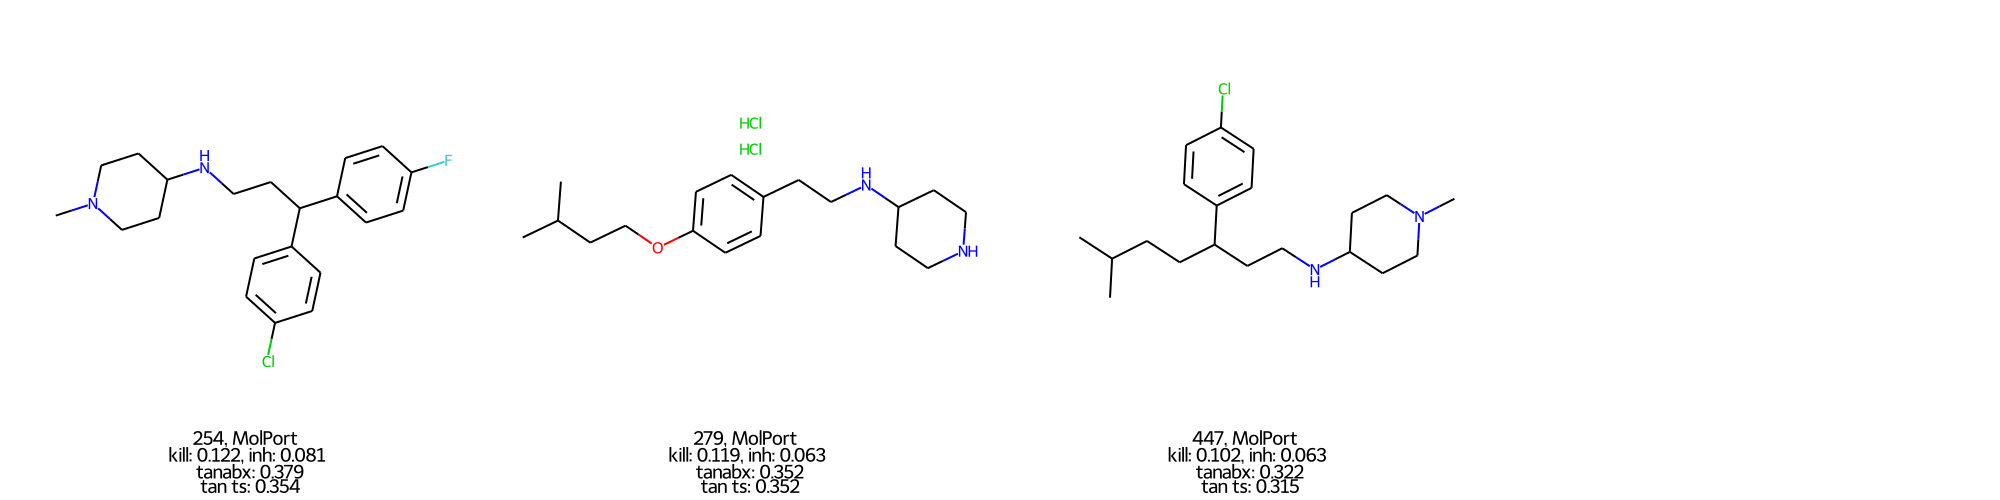 Cl
HCl
HCl
H
N
F
H
N
N
O
NH
N
N
H
Cl
254, MolPort
kill: 0.122, inh: 0.081
tanabx: 0.379
tan ts: 0.354
279, MolPort
kill: 0.119, inh: 0.063
tanabx: 0.352
tan ts: 0.352
447, MolPort
kill: 0.102, inh: 0.063
tanabx: 0.322
tan ts: 0.315